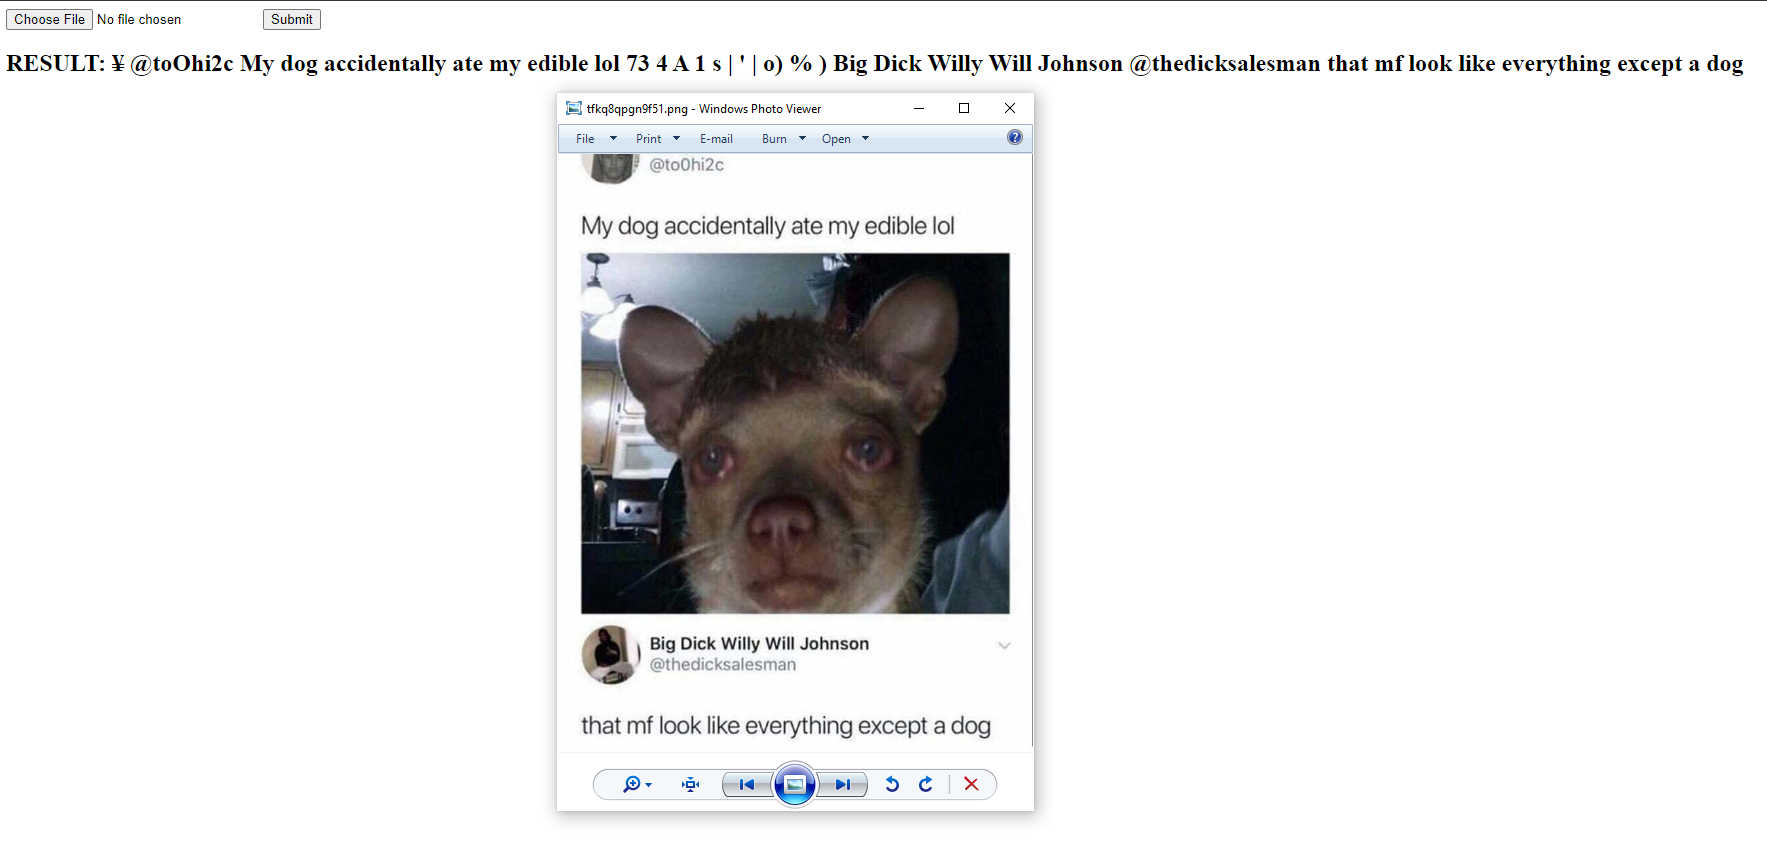 Choose File No file chosen Submit
RESULT: ¥ @toOhi2c My dog accidentally ate my edible lol 73 4 A 1 s | ' | o) % ) Big Dick Willy Will Johnson @thedicksalesman that mf look like everything except a dog
tfkq8qpgn9f51.png - Windows Photo Viewer
File Print E-mail Burn Open
@to0hi2c
My dog accidentally ate my edible lol
Big Dick Willy Will Johnson
@thedicksalesman
that mf look like everything except a dog